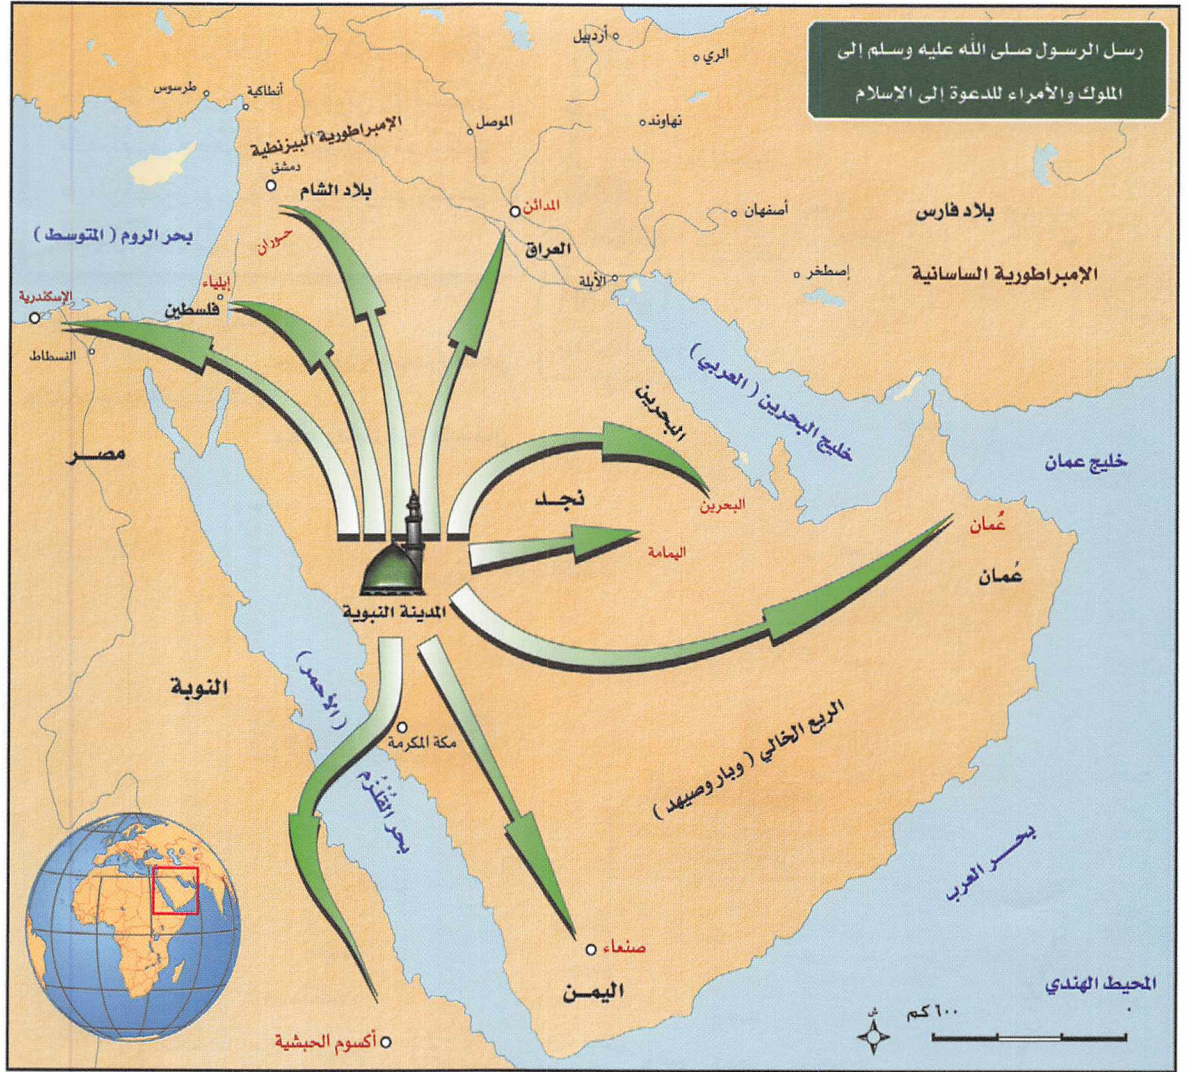 رسل الرسول صلى الله عليه وسلم إلى
الملوك والأمراء للدعوة إلى الاسلام
أردبيل
الري
طرسوس
أنطاكية
الموصل
نهاوند
الإمبراطورية البيزنطية
دمشق
بلاد الشام
المدائن
أصفهان
بلاد فارس
بحر الروم ( المتوسط )
حوران
العراق
الأبلة
إصطخر
الإمبراطورية الساسانية
إيلياء
فلسطين
الإسكندرية
الفسطاط
خليج البحرين ( العربي )
البحرين
مصر
خليج عمان
نجد
البحرين
عُمان
اليمامة
عُمان
المدينة النبوية
النوبة
( الأحمر )
مكة المكرمة
الربع الخالي ( وبار وصيهد )
بحر القُلْزُم
بحر العرب
صنعاء
اليمن
المحيط الهندي
ش
٦٠٠ كم
٠
أكسوم الحبشية